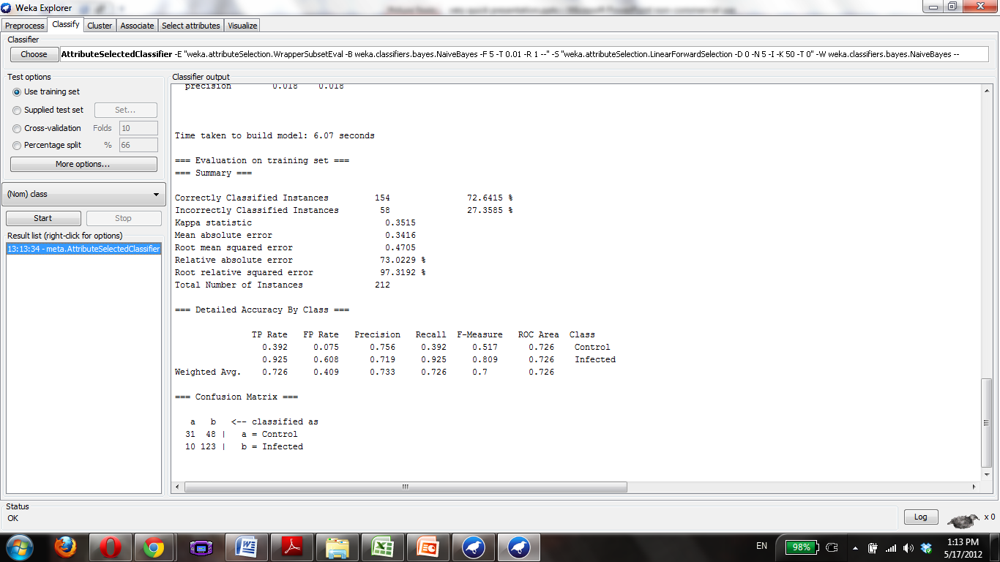 Weka Explorer
Preprocess Classify Cluster Associate Select attributes Visualize
Classifier
Choose AttributeSelectedClassifier -E "weka.attributeSelection.WrapperSubsetEval -B weka.classifiers.bayes.NaiveBayes -F 5 -T 0.01 -R 1 --" -S "weka.attributeSelection.LinearForwardSelection -D 0 -N 5 -I -K 50 -T 0" -W weka.classifiers.bayes.NaiveBayes --
Test options
Use training set
Supplied test set Set...
Cross-validation Folds 10
Percentage split % 66
More options...
(Nom) class
Start Stop
Result list (right-click for options)
13:13:34 - meta.AttributeSelectedClassifier
Classifier output
precision 0.018 0.018
Time taken to build model: 6.07 seconds
=== Evaluation on training set ===
=== Summary ===
Correctly Classified Instances 154 72.6415 %
Incorrectly Classified Instances 58 27.3585 %
Kappa statistic 0.3515
Mean absolute error 0.3416
Root mean squared error 0.4705
Relative absolute error 73.0229 %
Root relative squared error 97.3192 %
Total Number of Instances 212
=== Detailed Accuracy By Class ===
TP Rate FP Rate Precision Recall F-Measure ROC Area Class
0.392 0.075 0.756 0.392 0.517 0.726 Control
0.925 0.608 0.719 0.925 0.809 0.726 Infected
Weighted Avg. 0.726 0.409 0.733 0.726 0.7 0.726
=== Confusion Matrix ===
a b <-- classified as
31 48 | a = Control
10 123 | b = Infected
Status
OK
Log x 0
EN 98% 1:13 PM
5/17/2012